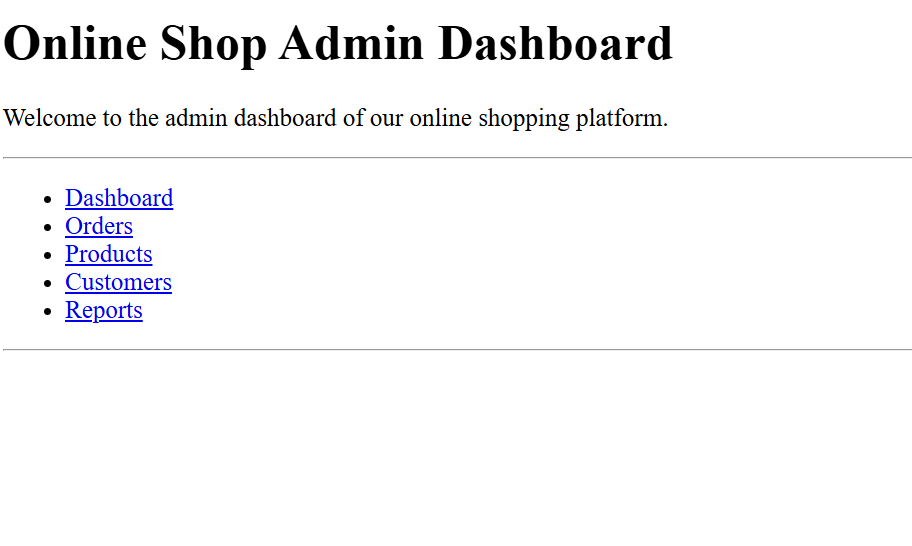 Online Shop Admin Dashboard
Welcome to the admin dashboard of our online shopping platform.
Dashboard
Orders
Products
Customers
Reports